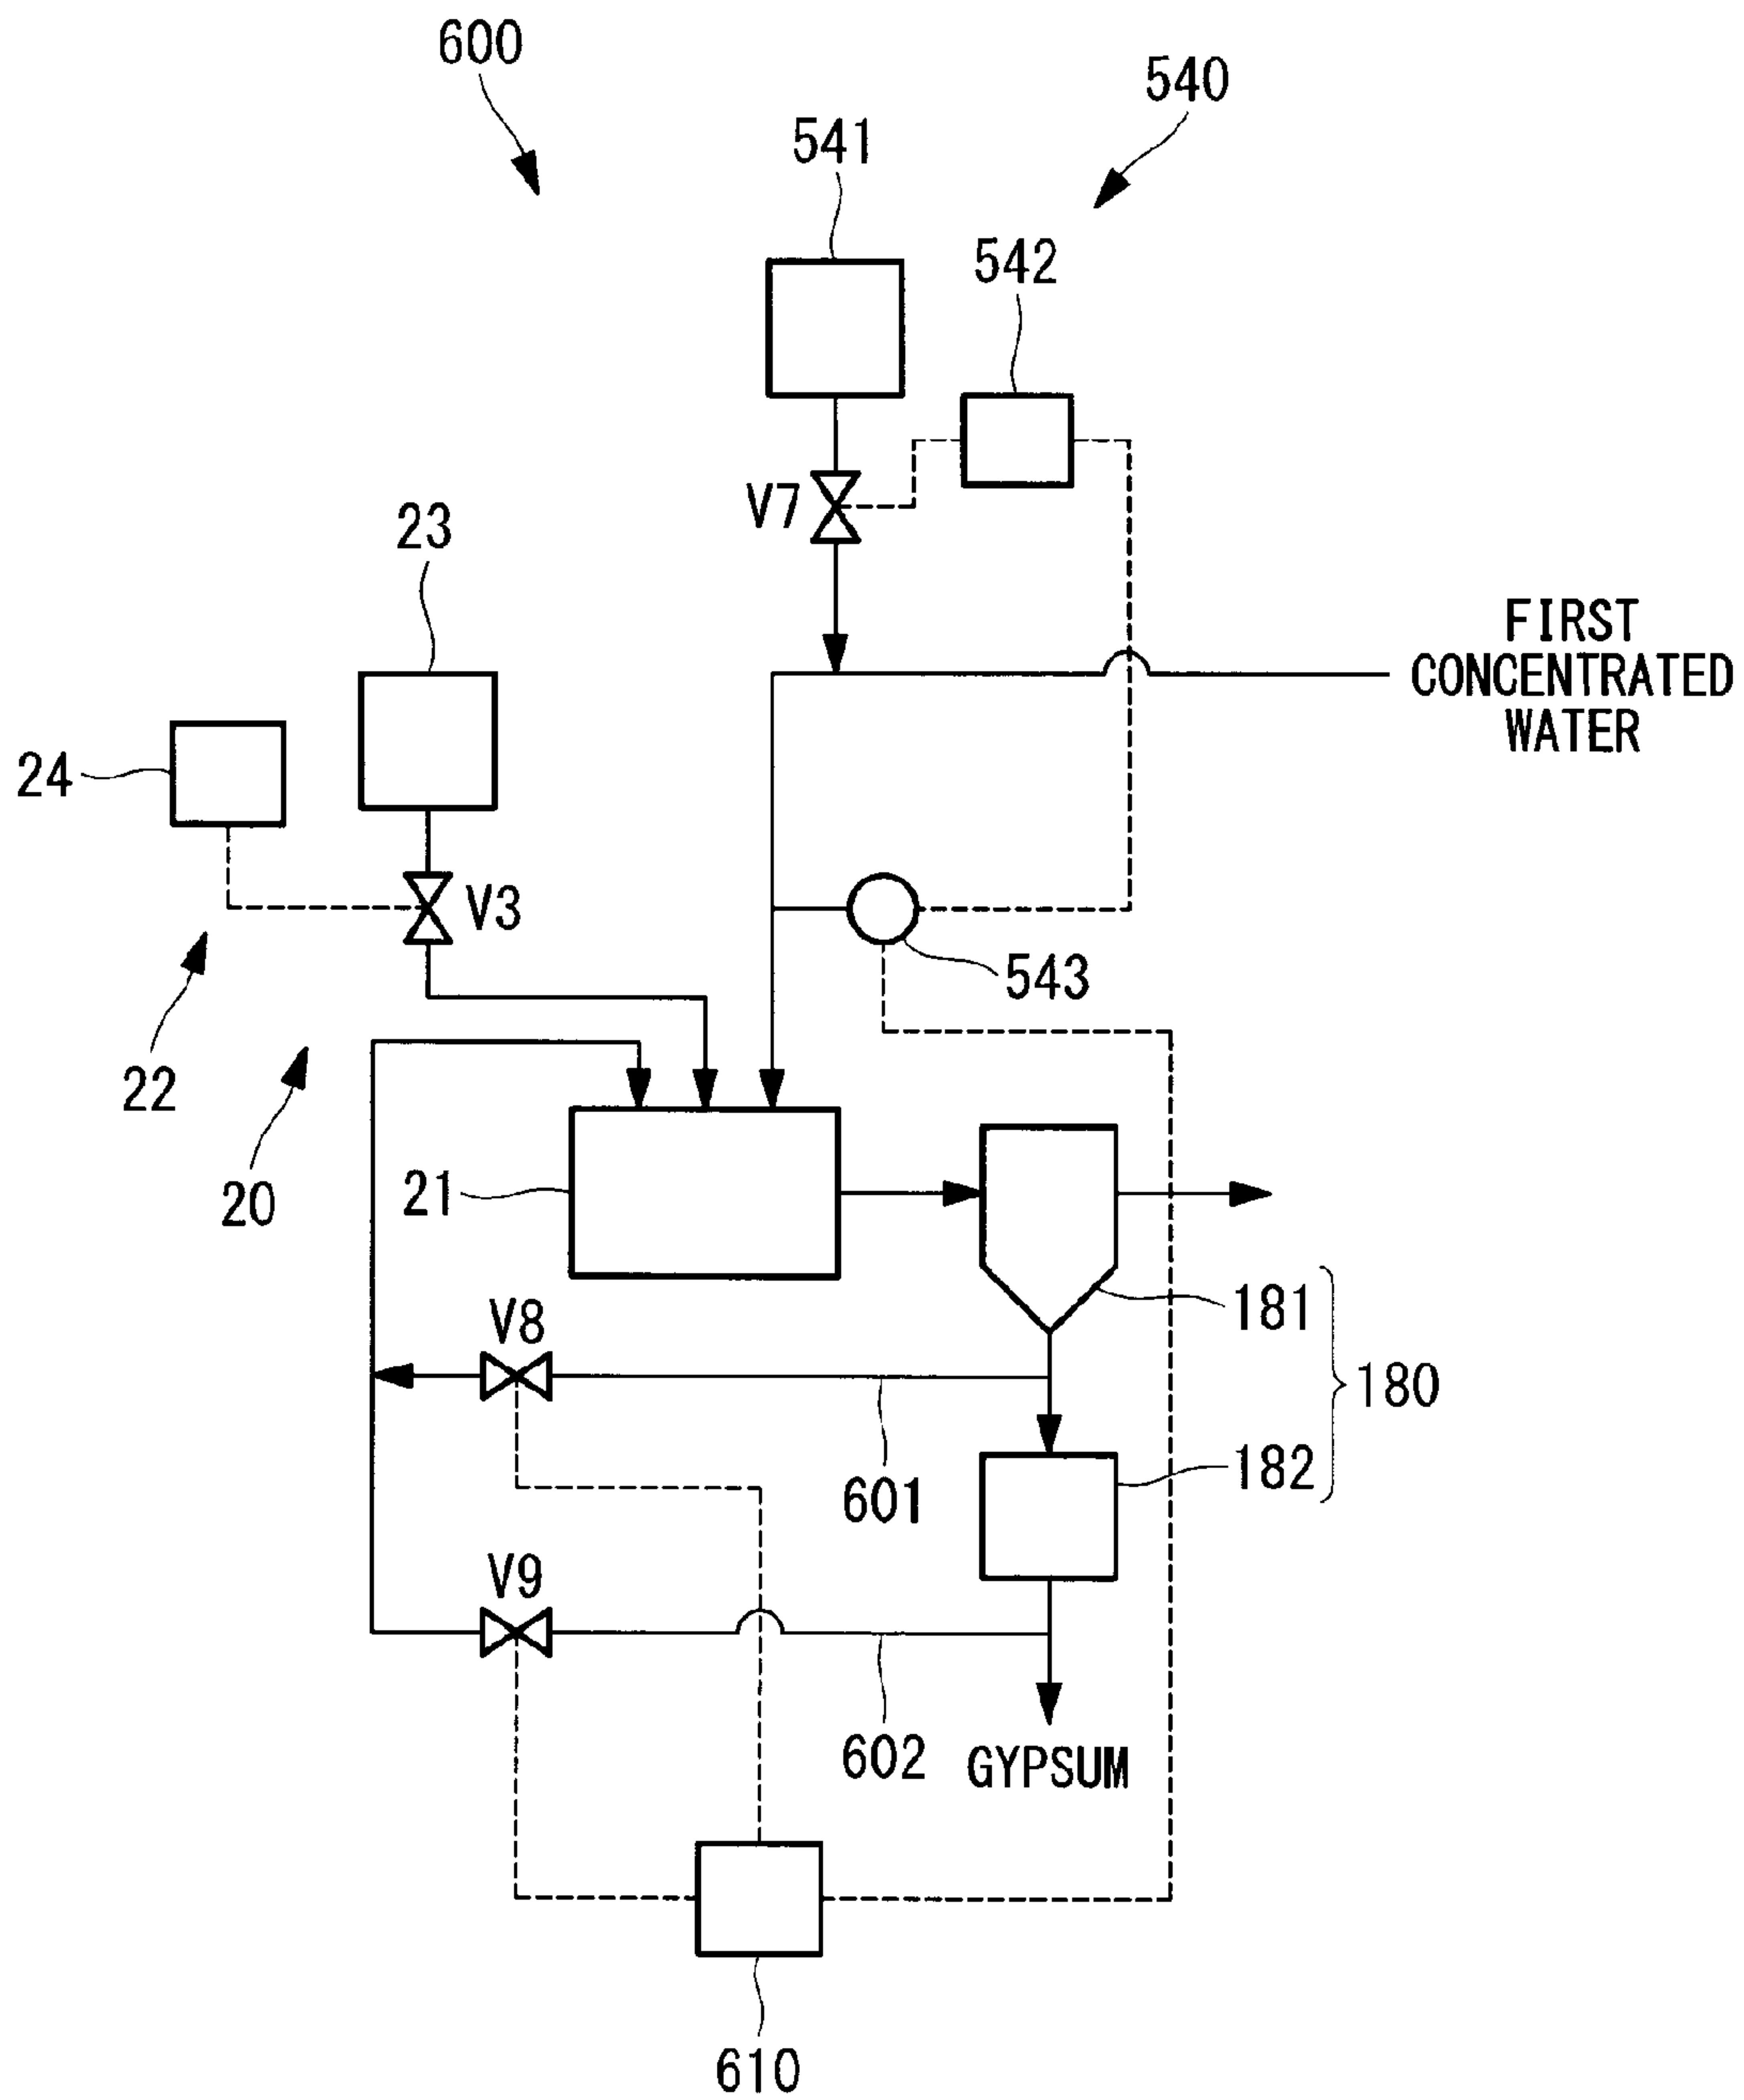 600
540
541
542
V7
23
FIRST
CONCENTRATED
WATER
24
V3
543
22
20
21
181
V8
180
182
601
V9
602
GYPSUM
610